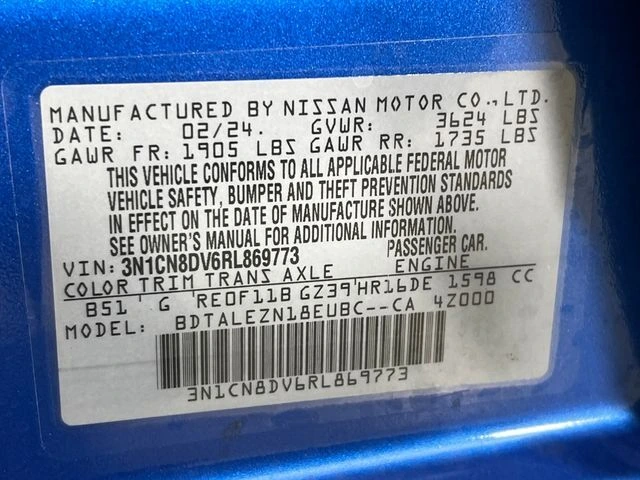 MANUFACTURED BY NISSAN MOTOR CO.,LTD.
DATE: 02/24. GVWR: 3624 LBS
GAWR FR: 1905 LBS GAWR RR: 1735 LBS
THIS VEHICLE CONFORMS TO ALL APPLICABLE FEDERAL MOTOR
VEHICLE SAFETY, BUMPER AND THEFT PREVENTION STANDARDS
IN EFFECT ON THE DATE OF MANUFACTURE SHOWN ABOVE.
SEE OWNER'S MANUAL FOR ADDITIONAL INFORMATION.
VIN: 3N1CN8DV6RL869773 PASSENGER CAR.
COLOR TRIM TRANS AXLE ENGINE
B51 G RE0F11B GZ39 HR16DE 1598 CC
MODEL: BDTALEZN18EUBC--CA 4Z000
3N1CN8DV6RL869773